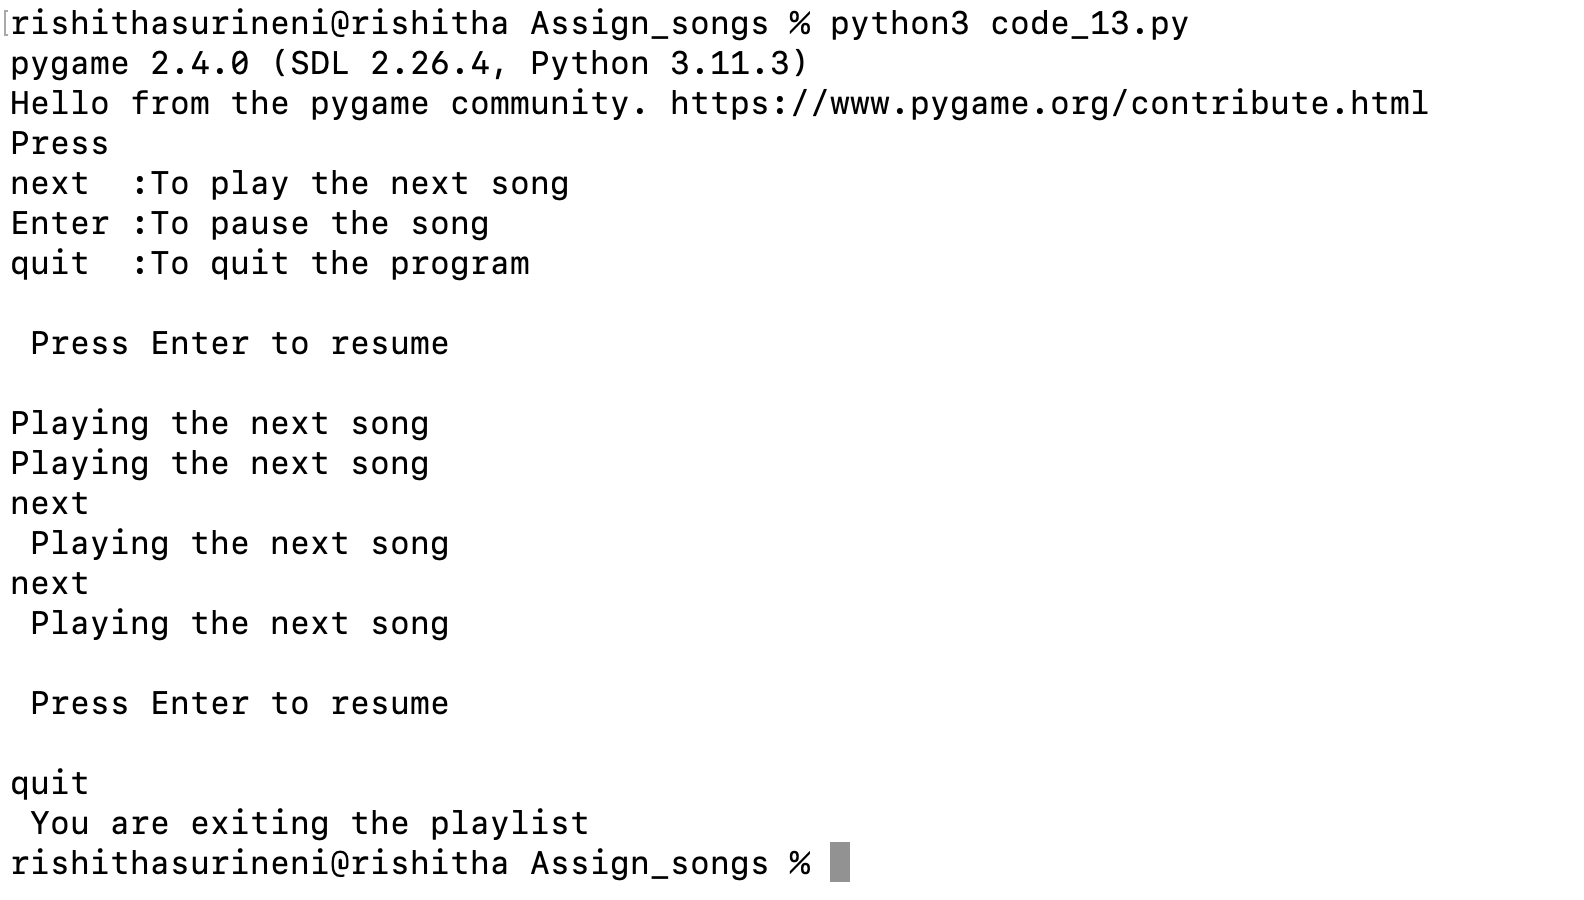 [rishithasurineni@rishitha Assign_songs % python3 code_13.py
pygame 2.4.0 (SDL 2.26.4, Python 3.11.3)
Hello from the pygame community. https://www.pygame.org/contribute.html
Press
next  :To play the next song
Enter :To pause the song
quit  :To quit the program
Press Enter to resume
Playing the next song
Playing the next song
next
Playing the next song
next
Playing the next song
Press Enter to resume
quit
You are exiting the playlist
rishithasurineni@rishitha Assign_songs %